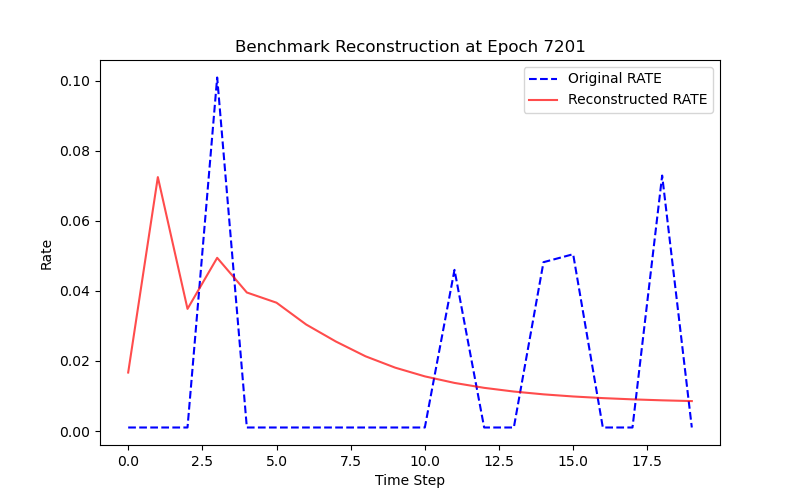 Benchmark Reconstruction at Epoch 7201
Original RATE
Reconstructed RATE
0.10
0.08
0.06
0.04
0.02
0.00
Rate
0.0 2.5 5.0 7.5 10.0 12.5 15.0 17.5
Time Step